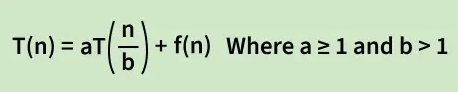 T(n) = aT(n/b) + f(n) Where a ≥ 1 and b > 1